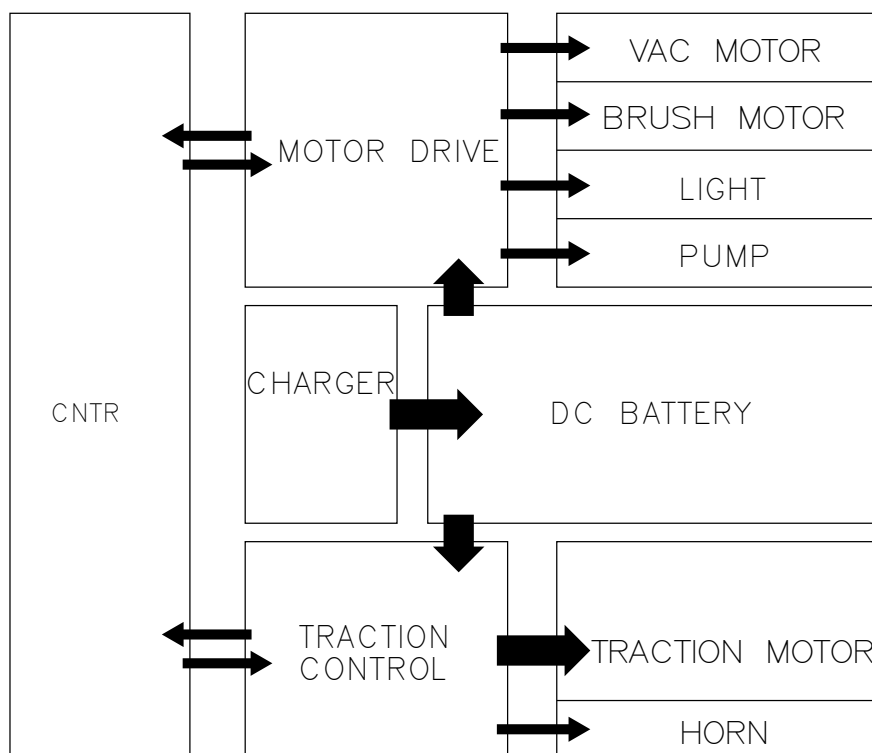 VAC MOTOR
BRUSH MOTOR
MOTOR DRIVE
LIGHT
PUMP
CHARGER
CNTR
DC BATTERY
TRACTION
CONTROL
TRACTION MOTOR
HORN